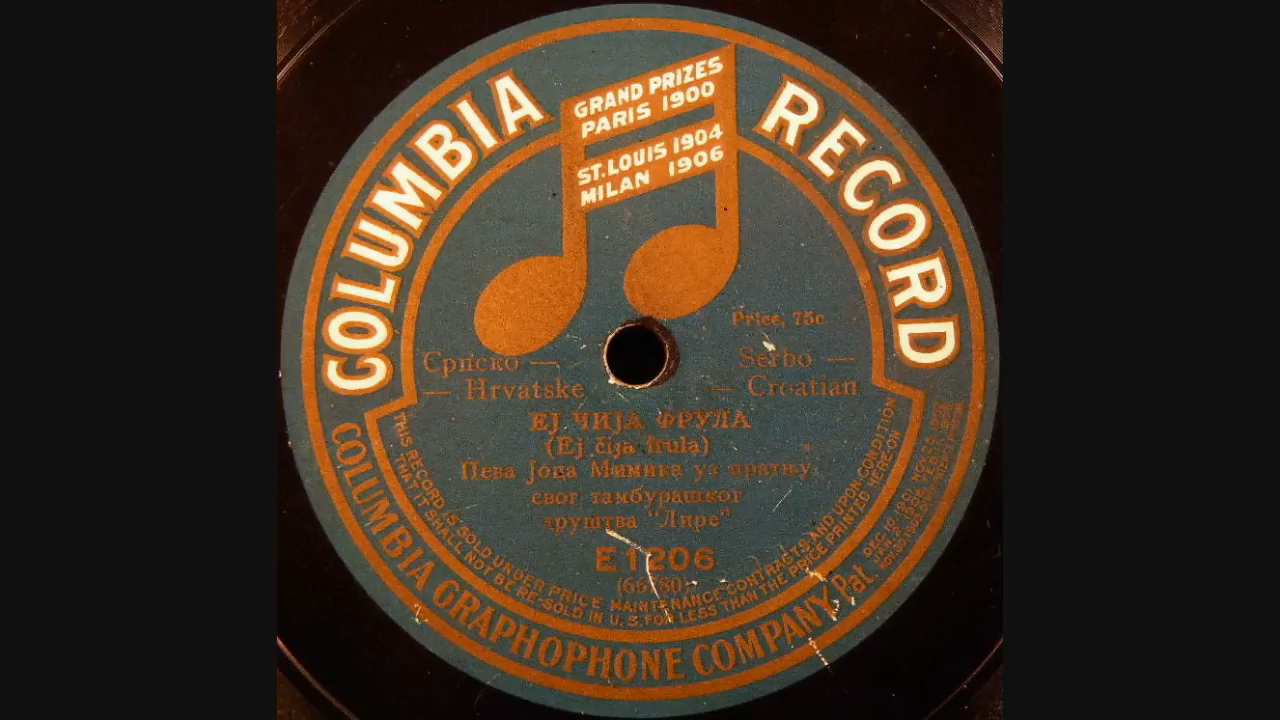 COLUMBIA RECORD
GRAND PRIZES
PARIS 1900
ST. LOUIS 1904
MILAN 1906
Price, 75c
Српско — Serbo —
— Hrvatske — Croatian
ЕЈ ЧИЈА ФРУЛА
(Ej čija frula)
Пева Јоца Мимика уз пратњу
свог тамбурашког
друштва "Лире"
E1206
THIS RECORD IS SOLD UNDER PRICE MAINTENANCE CONTRACTS AND UPON CONDITION
THAT IT SHALL NOT BE RE-SOLD IN U.S. FOR LESS THAN THE PRICE PRINTED HERE-ON
COLUMBIA GRAPHOPHONE COMPANY Pat.